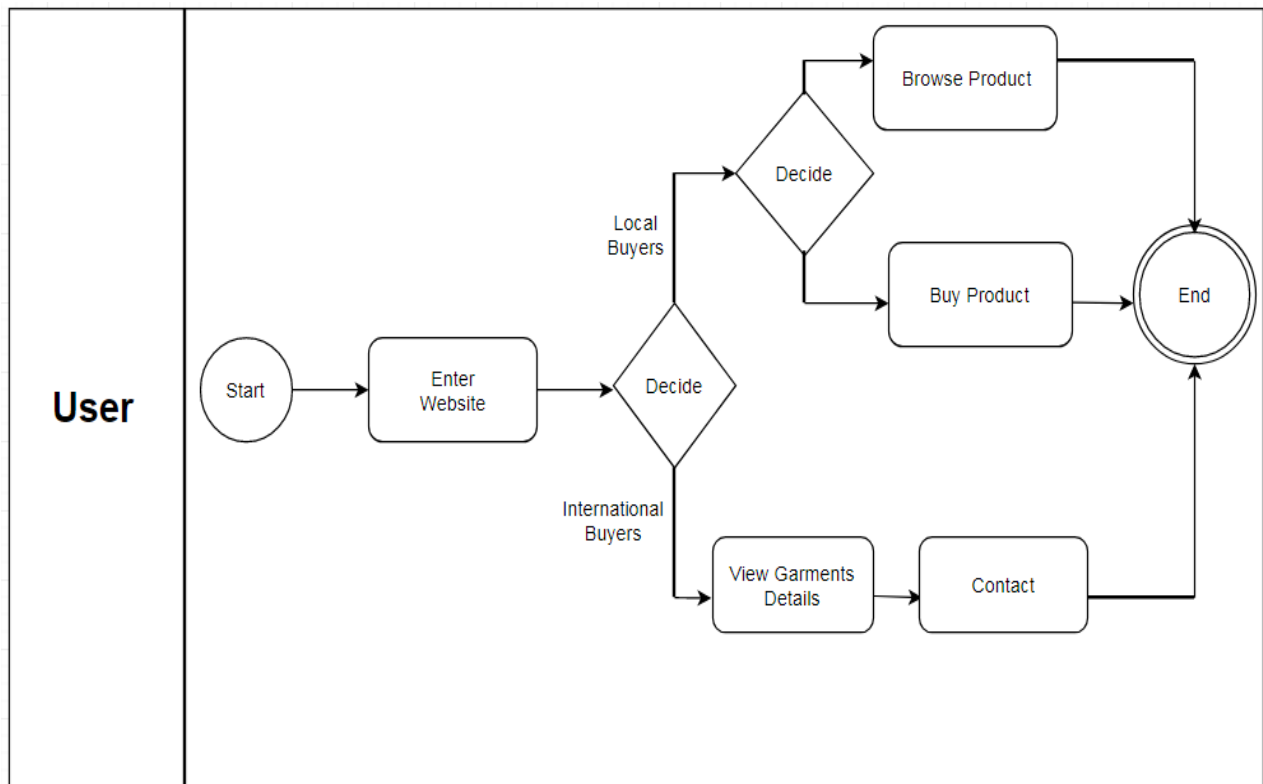 User
Start
Enter
Website
Decide
Local
Buyers
Decide
Browse Product
Buy Product
End
International
Buyers
View Garments
Details
Contact